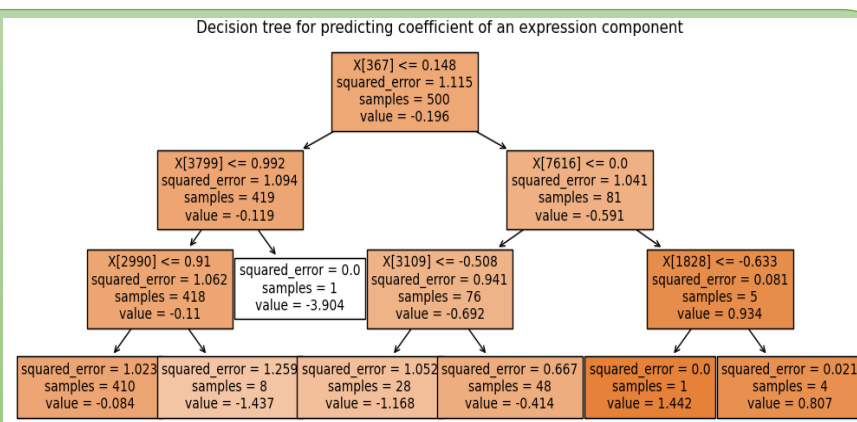 Decision tree for predicting coefficient of an expression component
X[367] <= 0.148
squared_error = 1.115
samples = 500
value = -0.196
X[3799] <= 0.992
squared_error = 1.094
samples = 419
value = -0.119
X[7616] <= 0.0
squared_error = 1.041
samples = 81
value = -0.591
X[2990] <= 0.91
squared_error = 1.062
samples = 418
value = -0.11
squared_error = 0.0
samples = 1
value = -3.904
X[3109] <= -0.508
squared_error = 0.941
samples = 76
value = -0.692
X[1828] <= -0.633
squared_error = 0.081
samples = 5
value = 0.934
squared_error = 1.023
samples = 410
value = -0.084
squared_error = 1.259
samples = 8
value = -1.437
squared_error = 1.052
samples = 28
value = -1.168
squared_error = 0.667
samples = 48
value = -0.414
squared_error = 0.0
samples = 1
value = 1.442
squared_error = 0.021
samples = 4
value = 0.807